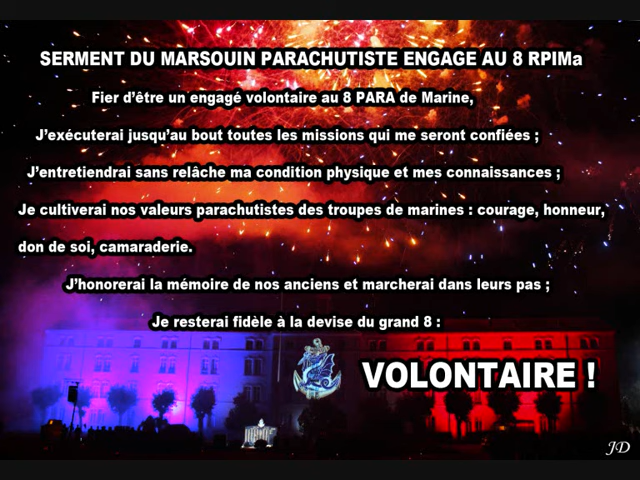 SERMENT DU MARSOUIN PARACHUTISTE ENGAGE AU 8 RPIMa
Fier d'être un engagé volontaire au 8 PARA de Marine,
J'exécuterai jusqu'au bout toutes les missions qui me seront confiées ;
J'entretiendrai sans relâche ma condition physique et mes connaissances ;
Je cultiverai nos valeurs parachutistes des troupes de marines : courage, honneur,
don de soi, camaraderie.
J'honorerai la mémoire de nos anciens et marcherai dans leurs pas ;
Je resterai fidèle à la devise du grand 8 :
VOLONTAIRE !
JD